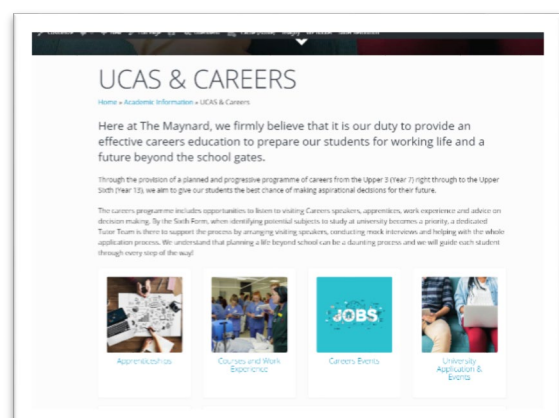 UCAS & CAREERS
Home » Academic Information » UCAS & Careers
Here at The Maynard, we firmly believe that it is our duty to provide an
effective careers education to prepare our students for working life and a
future beyond the school gates.
Through the provision of a planned and progressive programme of careers from the Upper 3 (Year 7) right through to the Upper
Sixth (Year 13), we aim to give our students the best chance of making aspirational decisions for their future.
The careers programme includes opportunities to listen to visiting Careers speakers, apprentices, work experience and advice on
decision making. By the Sixth Form, when identifying potential subjects to study at university becomes a priority, a dedicated
Tutor Team is there to support the process by arranging visiting speakers, conducting mock interviews and helping with the whole
application process. We understand that planning a life beyond school can be a daunting process and we will guide each student
through every step of the way!
JOBS
Apprenticeships
Courses and Work
Experience
Careers Events
University
Application &
Events